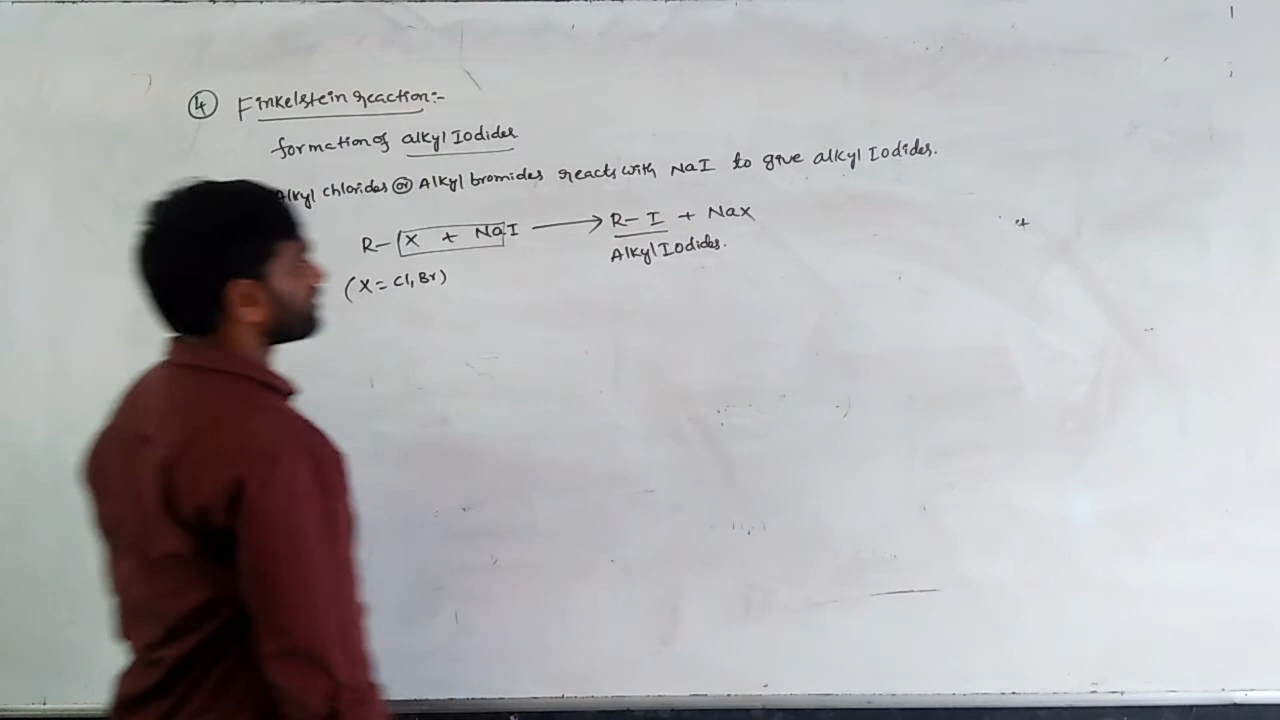 ④ Finkelstein reaction:-
formation of alkyl Iodides
Alkyl chlorides (or) Alkyl bromides reacts with NaI to give alkyl Iodides.
R-X + NaI ⟶ R-I + NaX
(X = Cl, Br) Alkyl Iodides.